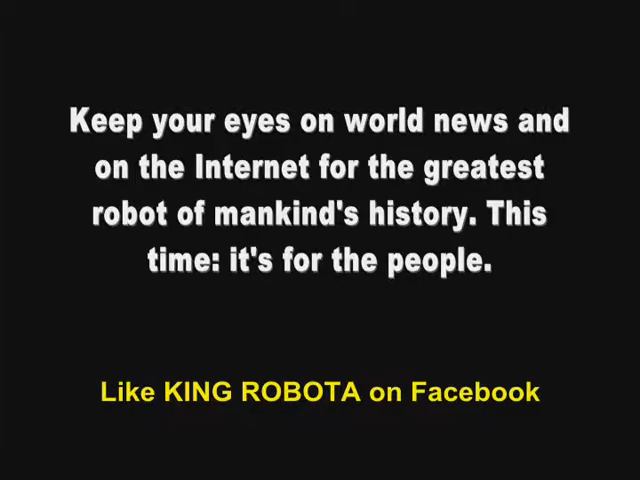 Keep your eyes on world news and
on the Internet for the greatest
robot of mankind's history. This
time: it's for the people.
Like KING ROBOTA on Facebook